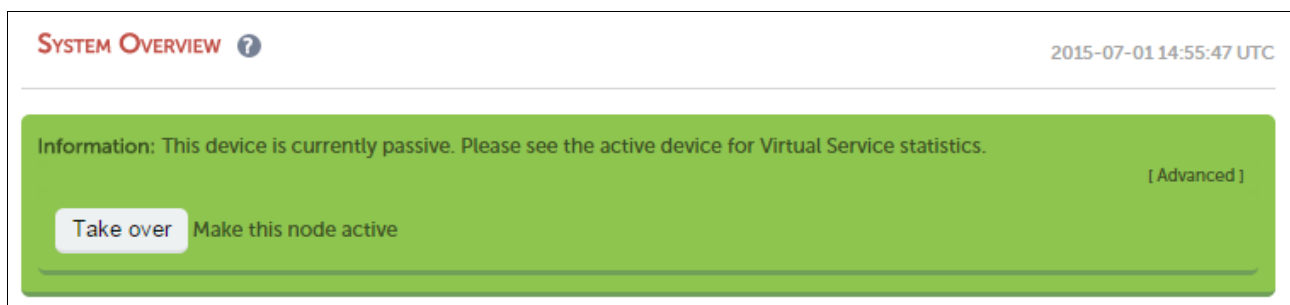 System Overview ?
2015-07-01 14:55:47 UTC
Information: This device is currently passive. Please see the active device for Virtual Service statistics.
[ Advanced ]
Take over Make this node active